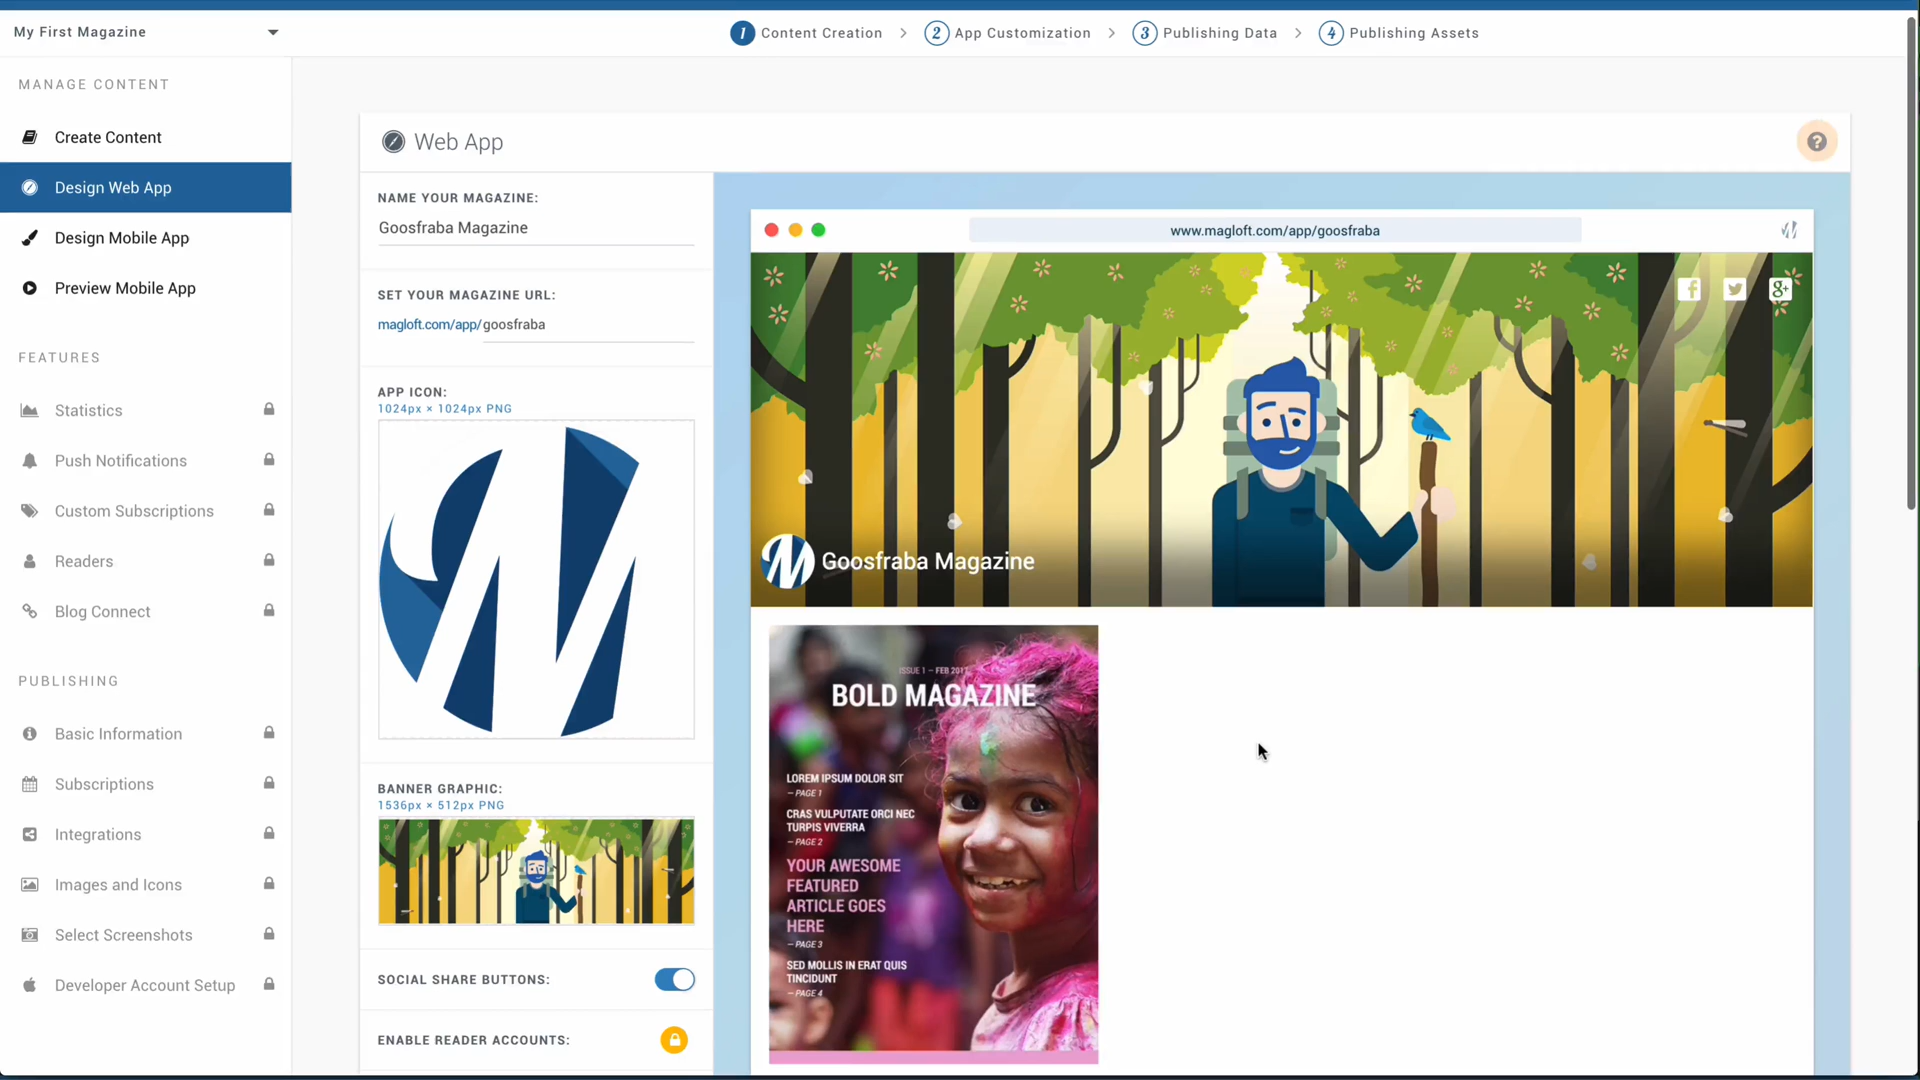 My First Magazine
1 Content Creation > 2 App Customization > 3 Publishing Data > 4 Publishing Assets
MANAGE CONTENT
Create Content
Design Web App
Design Mobile App
Preview Mobile App
FEATURES
Statistics
Push Notifications
Custom Subscriptions
Readers
Blog Connect
PUBLISHING
Basic Information
Subscriptions
Integrations
Images and Icons
Select Screenshots
Developer Account Setup
Web App
?
NAME YOUR MAGAZINE:
Goosfraba Magazine
SET YOUR MAGAZINE URL:
magloft.com/app/goosfraba
APP ICON:
1024px × 1024px PNG
BANNER GRAPHIC:
1536px × 512px PNG
SOCIAL SHARE BUTTONS:
ENABLE READER ACCOUNTS:
www.magloft.com/app/goosfraba
f
g+
M Goosfraba Magazine
ISSUE 1 – FEB 2017
BOLD MAGAZINE
LOREM IPSUM DOLOR SIT
– PAGE 1
CRAS VULPUTATE ORCI NEC
TURPIS VIVERRA
– PAGE 2
YOUR AWESOME
FEATURED
ARTICLE GOES
HERE
– PAGE 3
SED MOLLIS IN ERAT QUIS
TINCIDUNT
– PAGE 4